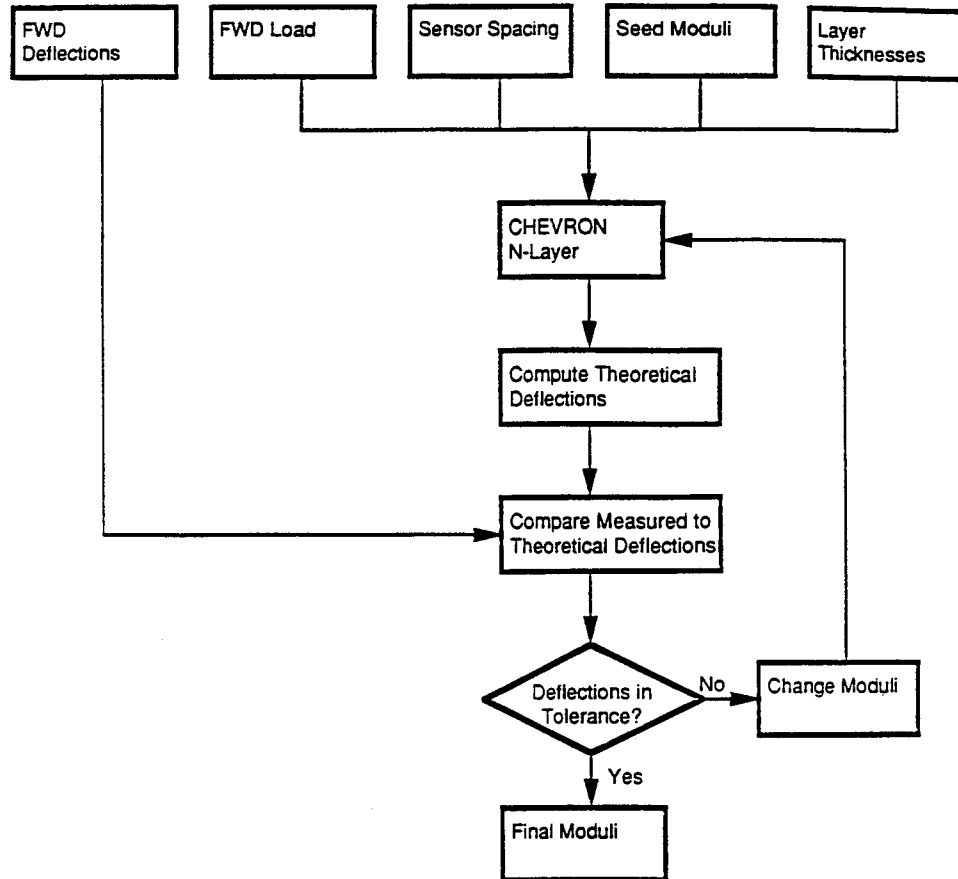 FWD
Deflections
FWD Load
Sensor Spacing
Seed Moduli
Layer
Thicknesses
CHEVRON
N-Layer
Compute Theoretical
Deflections
Compare Measured to
Theoretical Deflections
Deflections in
Tolerance?
No
Change Moduli
Yes
Final Moduli